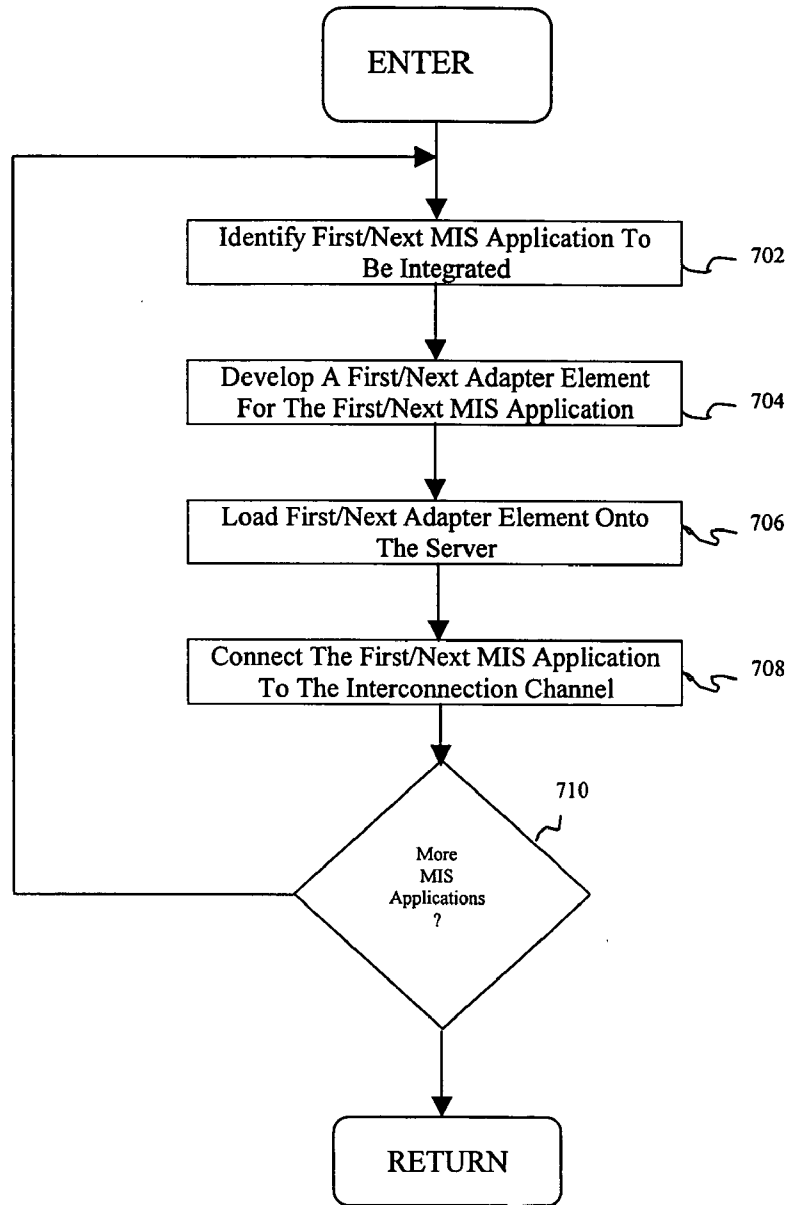 ENTER
Identify First/Next MIS Application To
Be Integrated
702
Develop A First/Next Adapter Element
For The First/Next MIS Application
704
Load First/Next Adapter Element Onto
The Server
706
Connect The First/Next MIS Application
To The Interconnection Channel
708
710
More
MIS
Applications
?
RETURN